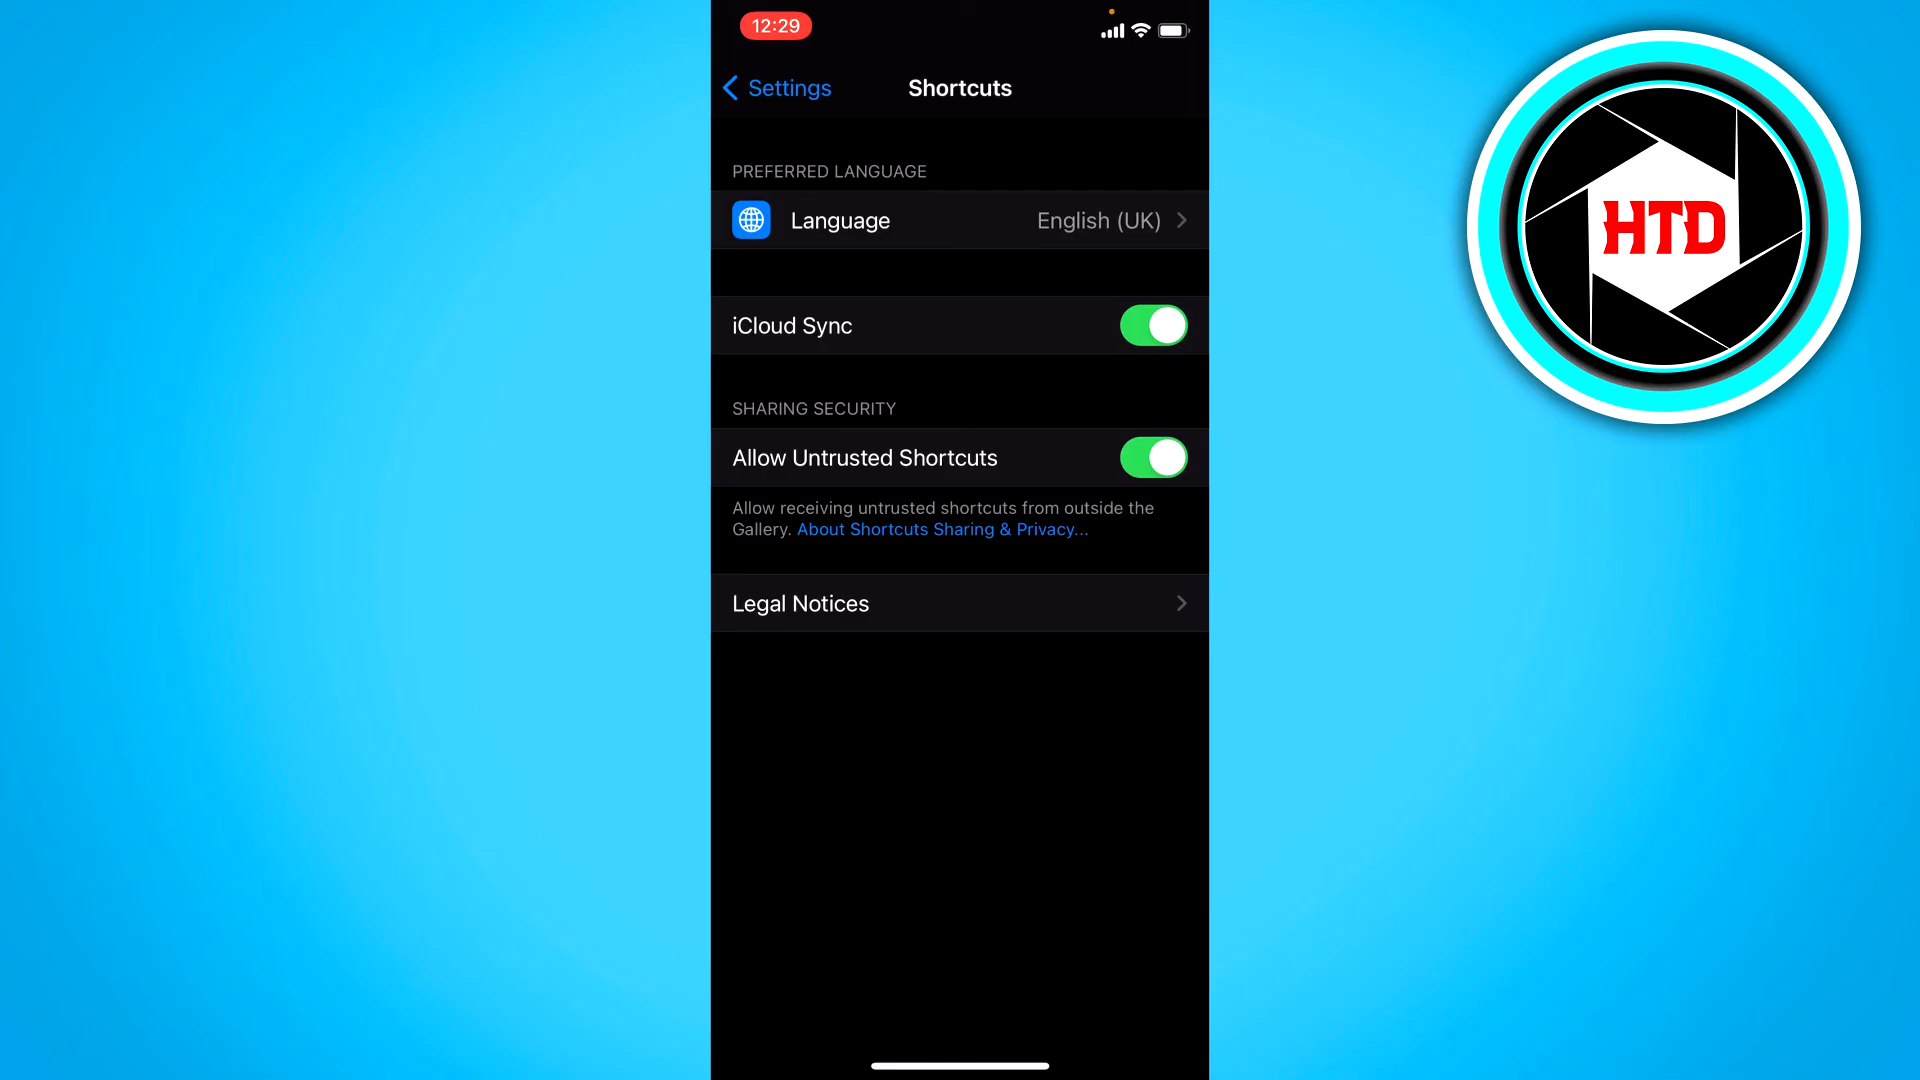 12:29
Settings
Shortcuts
PREFERRED LANGUAGE
Language
English (UK)
iCloud Sync
SHARING SECURITY
Allow Untrusted Shortcuts
Allow receiving untrusted shortcuts from outside the
Gallery. About Shortcuts Sharing & Privacy...
Legal Notices
HTD